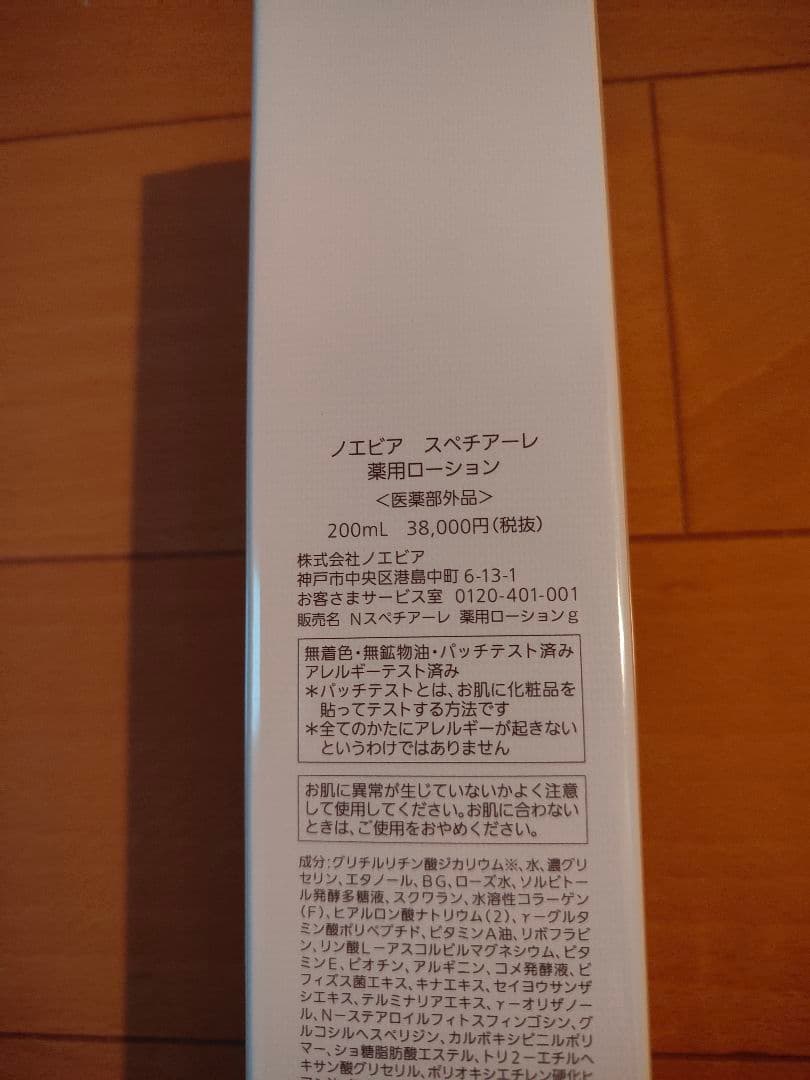 ノエビア　スペチアーレ
薬用ローション
＜医薬部外品＞
200mL　38,000円(税抜)
株式会社ノエビア
神戸市中央区港島中町 6-13-1
お客さまサービス室 0120-401-001
販売名 Nスペチアーレ 薬用ローションg
無着色・無鉱物油・パッチテスト済み
アレルギーテスト済み
＊パッチテストとは、お肌に化粧品を
貼ってテストする方法です
＊全てのかたにアレルギーが起きない
というわけではありません
お肌に異常が生じていないかよく注意
して使用してください。お肌に合わない
ときは、ご使用をおやめください。
成分:グリチルリチン酸ジカリウム※、水、濃グリ
セリン、エタノール、BG、ローズ水、ソルビトー
ル発酵多糖液、スクワラン、水溶性コラーゲン
(F)、ヒアルロン酸ナトリウム(2)、γーグルタ
ミン酸ポリペプチド、ビタミンA油、リボフラビ
ン、リン酸Lーアスコルビルマグネシウム、ビタ
ミンE、ビオチン、アルギニン、コメ発酵液、ビ
フィズス菌エキス、キナエキス、セイヨウサンザ
シエキス、テルミナリアエキス、γーオリザノー
ル、Nーステアロイルフィトスフィンゴシン、グ
ルコシルヘスペリジン、カルボキシビニルポリ
マー、ショ糖脂肪酸エステル、トリ2ーエチルヘ
キサン酸グリセリル、ポリオキシエチレン硬化ヒ